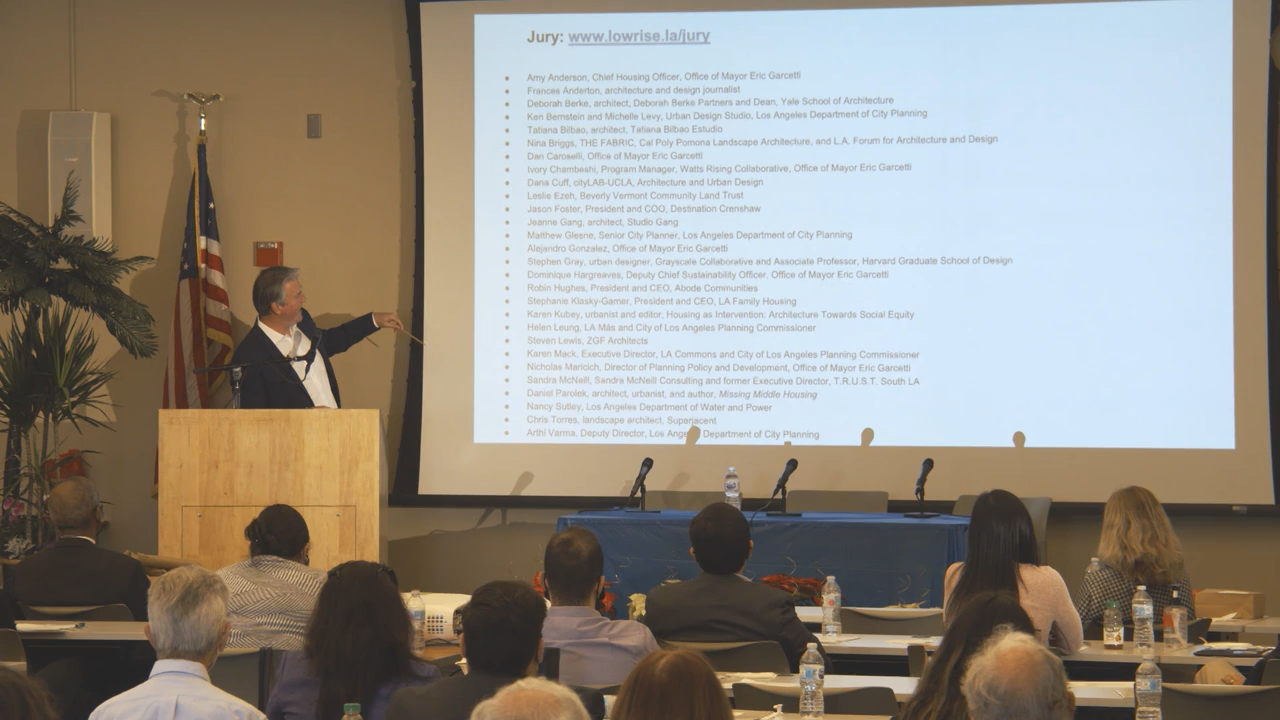 Jury: www.lowrise.la/jury
Amy Anderson, Chief Housing Officer, Office of Mayor Eric Garcetti
Frances Anderton, architecture and design journalist
Deborah Berke, architect, Deborah Berke Partners and Dean, Yale School of Architecture
Ken Bernstein and Michelle Levy, Urban Design Studio, Los Angeles Department of City Planning
Tatiana Bilbao, architect, Tatiana Bilbao Estudio
Nina Briggs, THE FABRIC, Cal Poly Pomona Landscape Architecture, and L.A. Forum for Architecture and Design
Dan Caroselli, Office of Mayor Eric Garcetti
Ivory Chambeshi, Program Manager, Watts Rising Collaborative, Office of Mayor Eric Garcetti
Dana Cuff, cityLAB-UCLA, Architecture and Urban Design
Leslie Ezeh, Beverly Vermont Community Land Trust
Jason Foster, President and COO, Destination Crenshaw
Jeanne Gang, architect, Studio Gang
Matthew Glesne, Senior City Planner, Los Angeles Department of City Planning
Alejandro Gonzalez, Office of Mayor Eric Garcetti
Stephen Gray, urban designer, Grayscale Collaborative and Associate Professor, Harvard Graduate School of Design
Dominique Hargreaves, Deputy Chief Sustainability Officer, Office of Mayor Eric Garcetti
Robin Hughes, President and CEO, Abode Communities
Stephanie Klasky-Gamer, President and CEO, LA Family Housing
Karen Kubey, urbanist and editor, Housing as Intervention: Architecture Towards Social Equity
Helen Leung, LA Más and City of Los Angeles Planning Commissioner
Steven Lewis, ZGF Architects
Karen Mack, Executive Director, LA Commons and City of Los Angeles Planning Commissioner
Nicholas Maricich, Director of Planning Policy and Development, Office of Mayor Eric Garcetti
Sandra McNeill, Sandra McNeill Consulting and former Executive Director, T.R.U.S.T. South LA
Daniel Parolek, architect, urbanist, and author, Missing Middle Housing
Nancy Sutley, Los Angeles Department of Water and Power
Chris Torres, landscape architect, Superjacent
Arthi Varma, Deputy Director, Los Angeles Department of City Planning